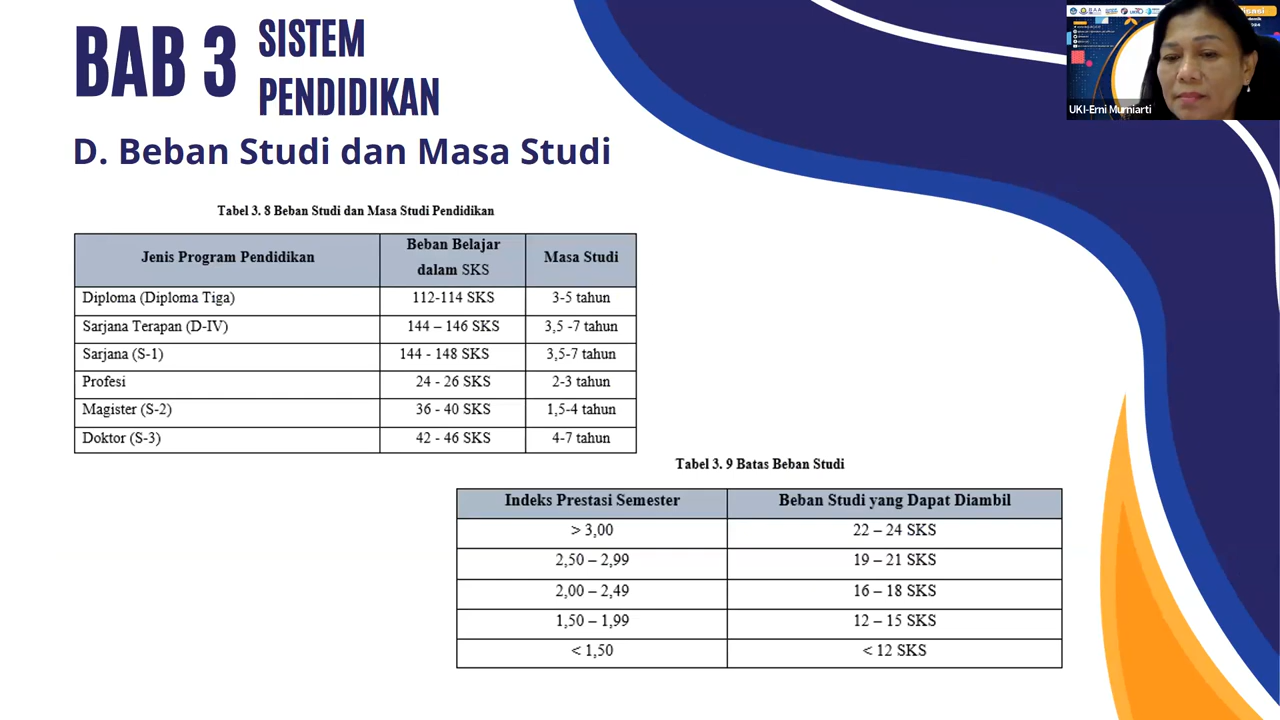 BAB 3
SISTEM
PENDIDIKAN
D. Beban Studi dan Masa Studi
UKI-Erni Murniarti
Tabel 3. 8 Beban Studi dan Masa Studi Pendidikan
Jenis Program Pendidikan Beban Belajar dalam SKS Masa Studi
Diploma (Diploma Tiga) 112-114 SKS 3-5 tahun
Sarjana Terapan (D-IV) 144 – 146 SKS 3,5 -7 tahun
Sarjana (S-1) 144 - 148 SKS 3,5-7 tahun
Profesi 24 - 26 SKS 2-3 tahun
Magister (S-2) 36 - 40 SKS 1,5-4 tahun
Doktor (S-3) 42 - 46 SKS 4-7 tahun
Tabel 3. 9 Batas Beban Studi
Indeks Prestasi Semester Beban Studi yang Dapat Diambil
> 3,00 22 – 24 SKS
2,50 – 2,99 19 – 21 SKS
2,00 – 2,49 16 – 18 SKS
1,50 – 1,99 12 – 15 SKS
< 1,50 < 12 SKS